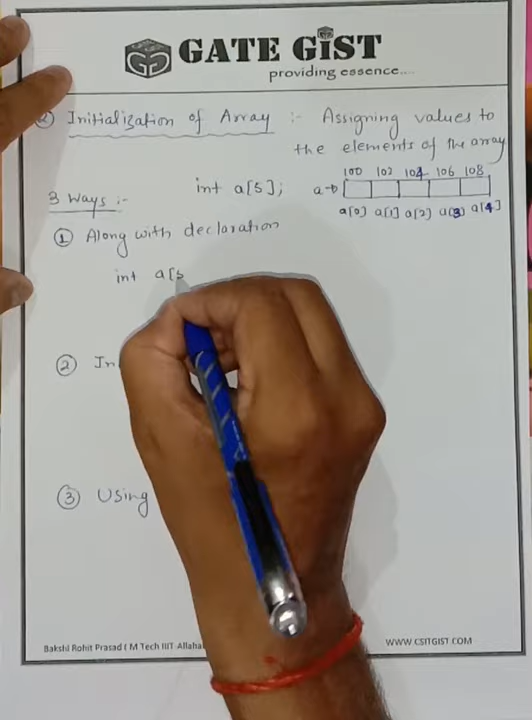 GATE GiST
providing essence....
2) Initialization of Array :- Assigning values to
the elements of the array
100 102 104 106 108
3 Ways :- int a[5]; a→
a[0] a[1] a[2] a[3] a[4]
① Along with declaration
int a[5
② In
③ Using
Bakshi Rohit Prasad ( M Tech IIIT-Allaha
WWW.CSITGIST.COM